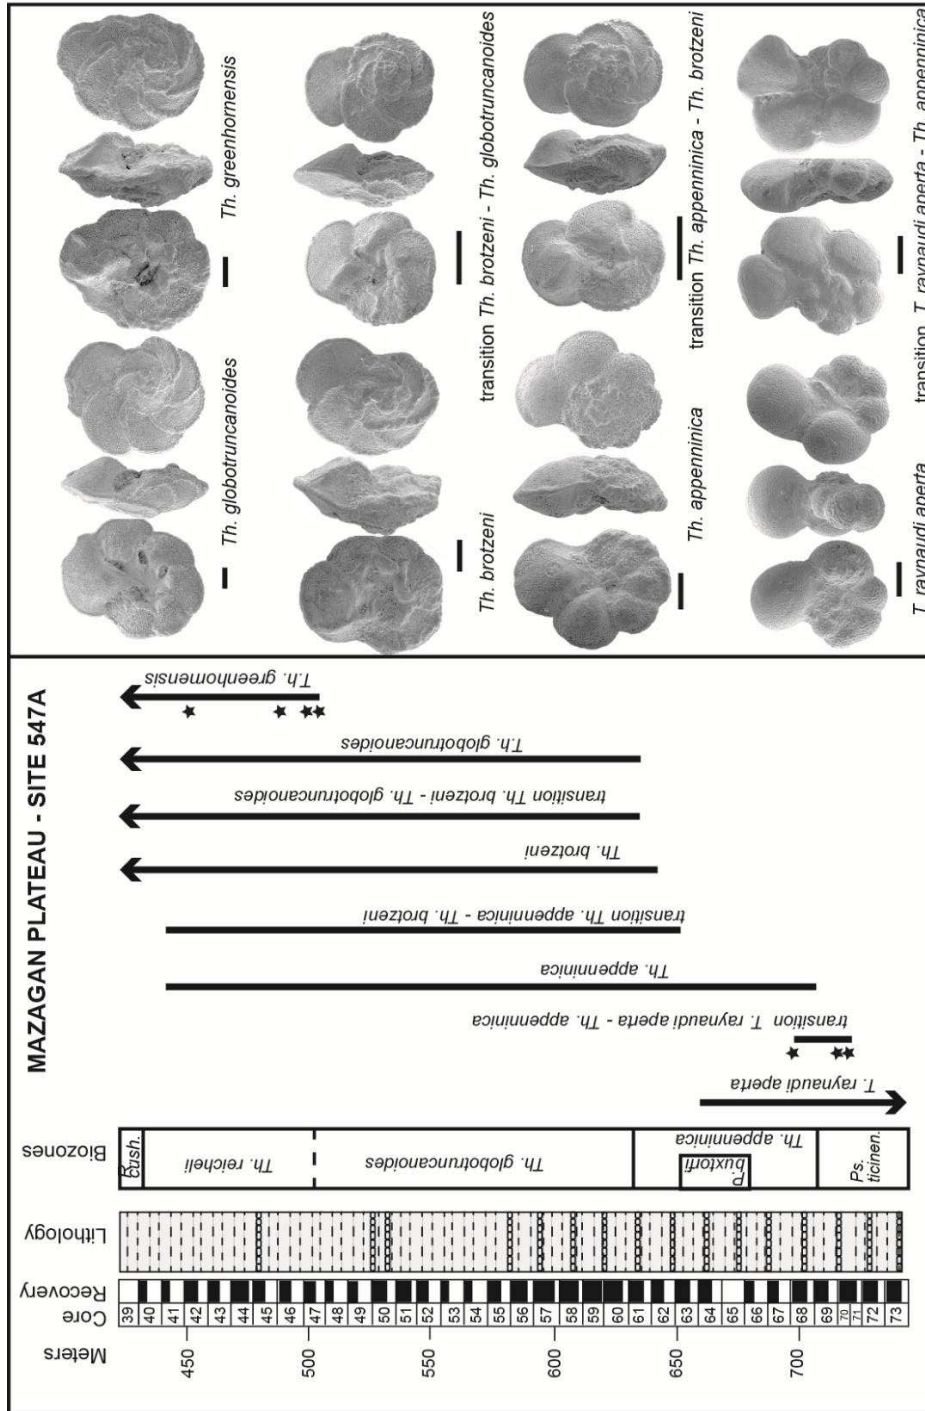 MAZAGAN PLATEAU - SITE 547A
Meters
Core
Recovery
Lithology
Biozones
450
500
550
600
650
700
39
40
41
42
43
44
45
46
47
48
49
50
51
52
53
54
55
56
57
58
59
60
61
62
63
64
65
66
67
68
69
70
71
72
73
R. cush.
Th. reicheli
Th. globotruncanoides
Th. appenninica
P. buxtorfi
Ps. ticinen.
T. raynaudi aperta
transition T. raynaudi aperta - Th. appenninica
Th. appenninica
transition Th. appenninica - Th. brotzeni
Th. brotzeni
transition Th. brotzeni - Th. globotruncanoides
T.h. globotruncanoides
T.h. greenhornensis
Th. globotruncanoides
Th. greenhornensis
Th. brotzeni
transition Th. brotzeni - Th. globotruncanoides
Th. appenninica
transition Th. appenninica - Th. brotzeni
T. raynaudi aperta
transition T. raynaudi aperta - Th. appenninica